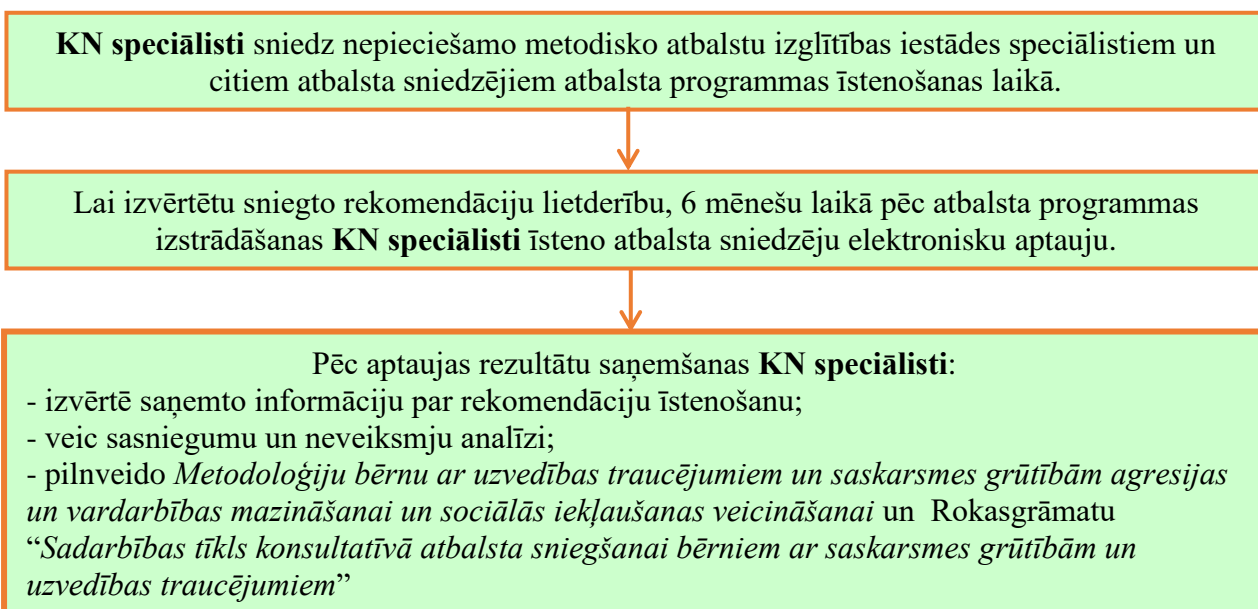 KN speciālisti sniedz nepieciešamo metodisko atbalstu izglītības iestādes speciālistiem un
citiem atbalsta sniedzējiem atbalsta programmas īstenošanas laikā.
Lai izvērtētu sniegto rekomendāciju lietderību, 6 mēnešu laikā pēc atbalsta programmas
izstrādāšanas KN speciālisti īsteno atbalsta sniedzēju elektronisku aptauju.
Pēc aptaujas rezultātu saņemšanas KN speciālisti:
- izvērtē saņemto informāciju par rekomendāciju īstenošanu;
- veic sasniegumu un neveiksmju analīzi;
- pilnveido Metodoloģiju bērnu ar uzvedības traucējumiem un saskarsmes grūtībām agresijas
un vardarbības mazināšanai un sociālās iekļaušanas veicināšanai un Rokasgrāmatu
“Sadarbības tīkls konsultatīvā atbalsta sniegšanai bērniem ar saskarsmes grūtībām un
uzvedības traucējumiem”